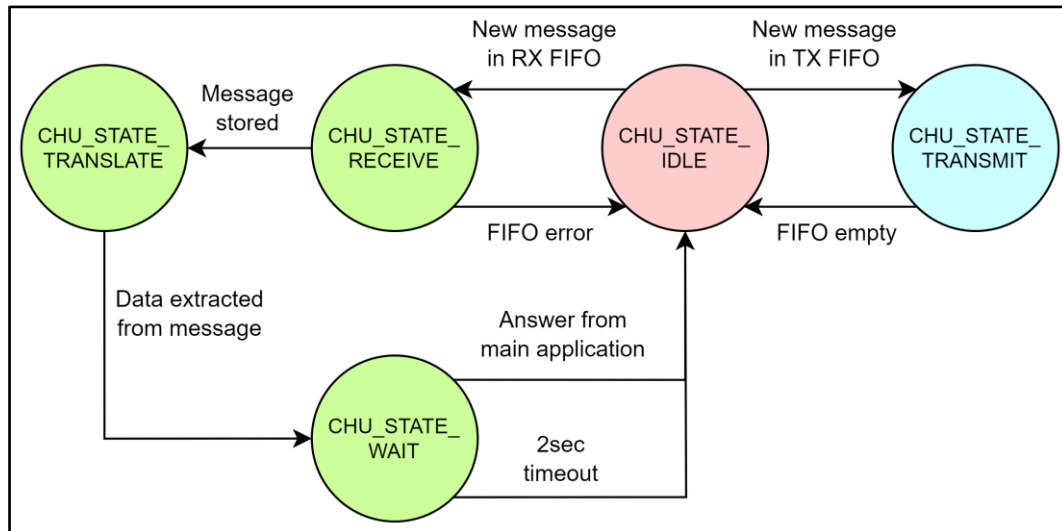 New message
in RX FIFO
New message
in TX FIFO
Message
stored
CHU_STATE_
TRANSLATE
CHU_STATE_
RECEIVE
CHU_STATE_
IDLE
CHU_STATE_
TRANSMIT
FIFO error
FIFO empty
Data extracted
from message
Answer from
main application
CHU_STATE_
WAIT
2sec
timeout